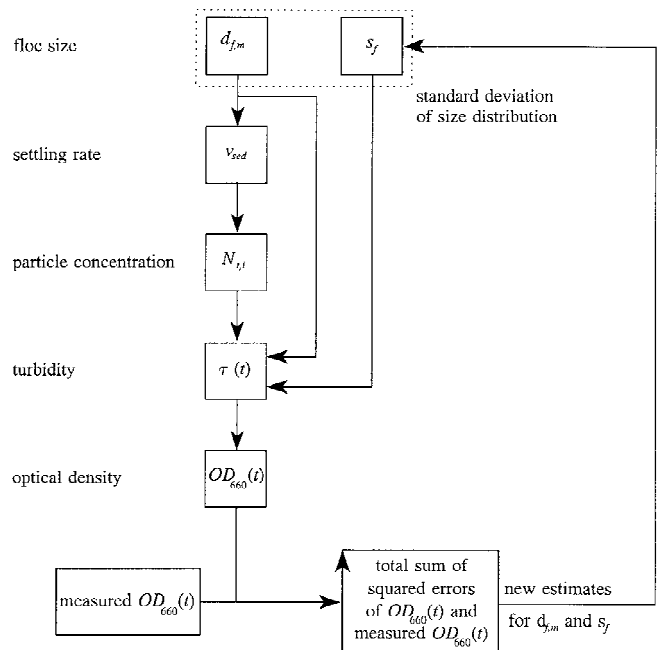 floc size
d_{f,m}
s_f
standard deviation
of size distribution
settling rate
v_{sed}
particle concentration
N_{t,i}
turbidity
τ (t)
optical density
OD_{660}(t)
measured OD_{660}(t)
total sum of
squared errors
of OD_{660}(t) and
measured OD_{660}(t)
new estimates
for d_{f,m} and s_f